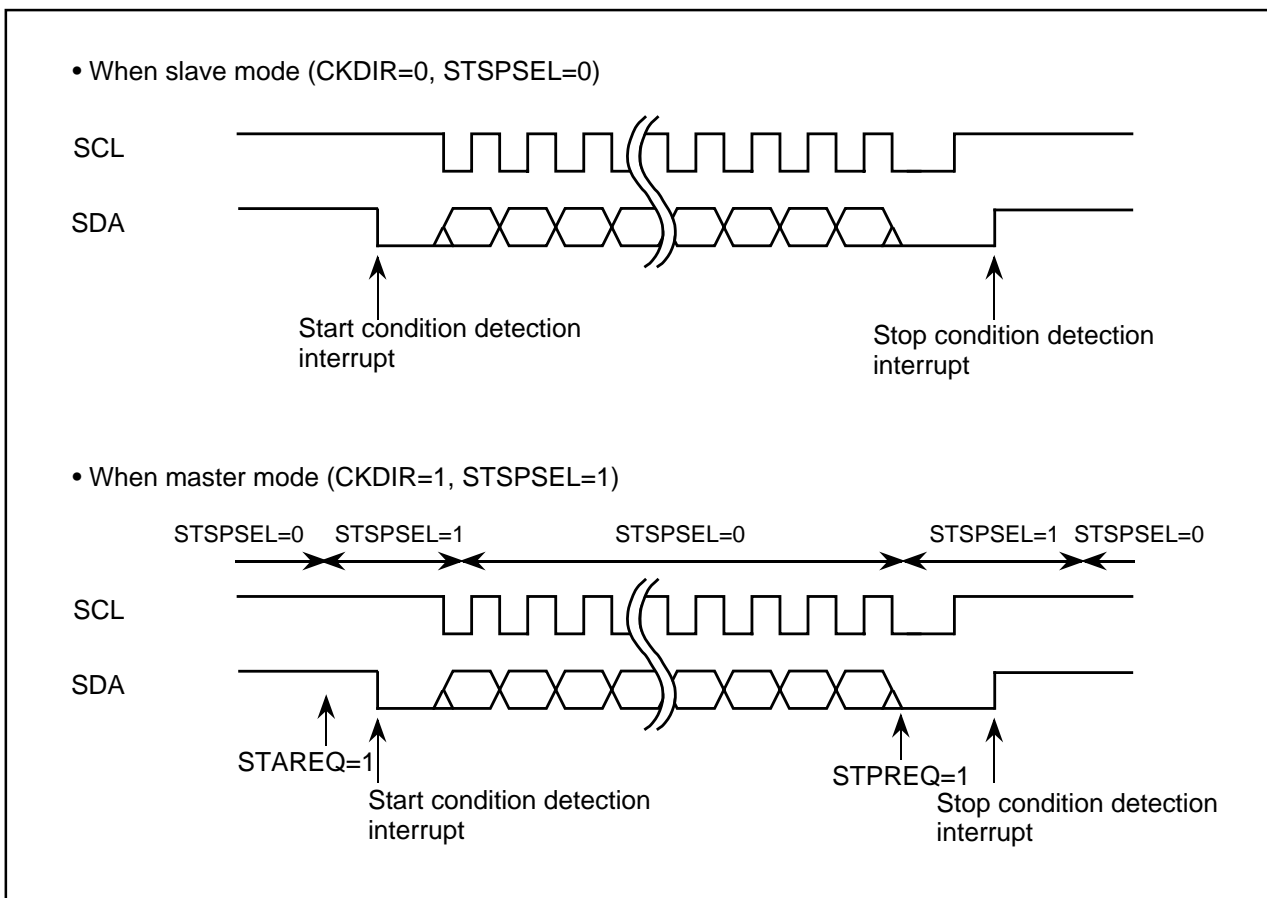 • When slave mode (CKDIR=0, STSPSEL=0)
SCL
SDA
Start condition detection
interrupt
Stop condition detection
interrupt
• When master mode (CKDIR=1, STSPSEL=1)
STSPSEL=0 STSPSEL=1 STSPSEL=0 STSPSEL=1 STSPSEL=0
SCL
SDA
STAREQ=1
STPREQ=1
Start condition detection
interrupt
Stop condition detection
interrupt